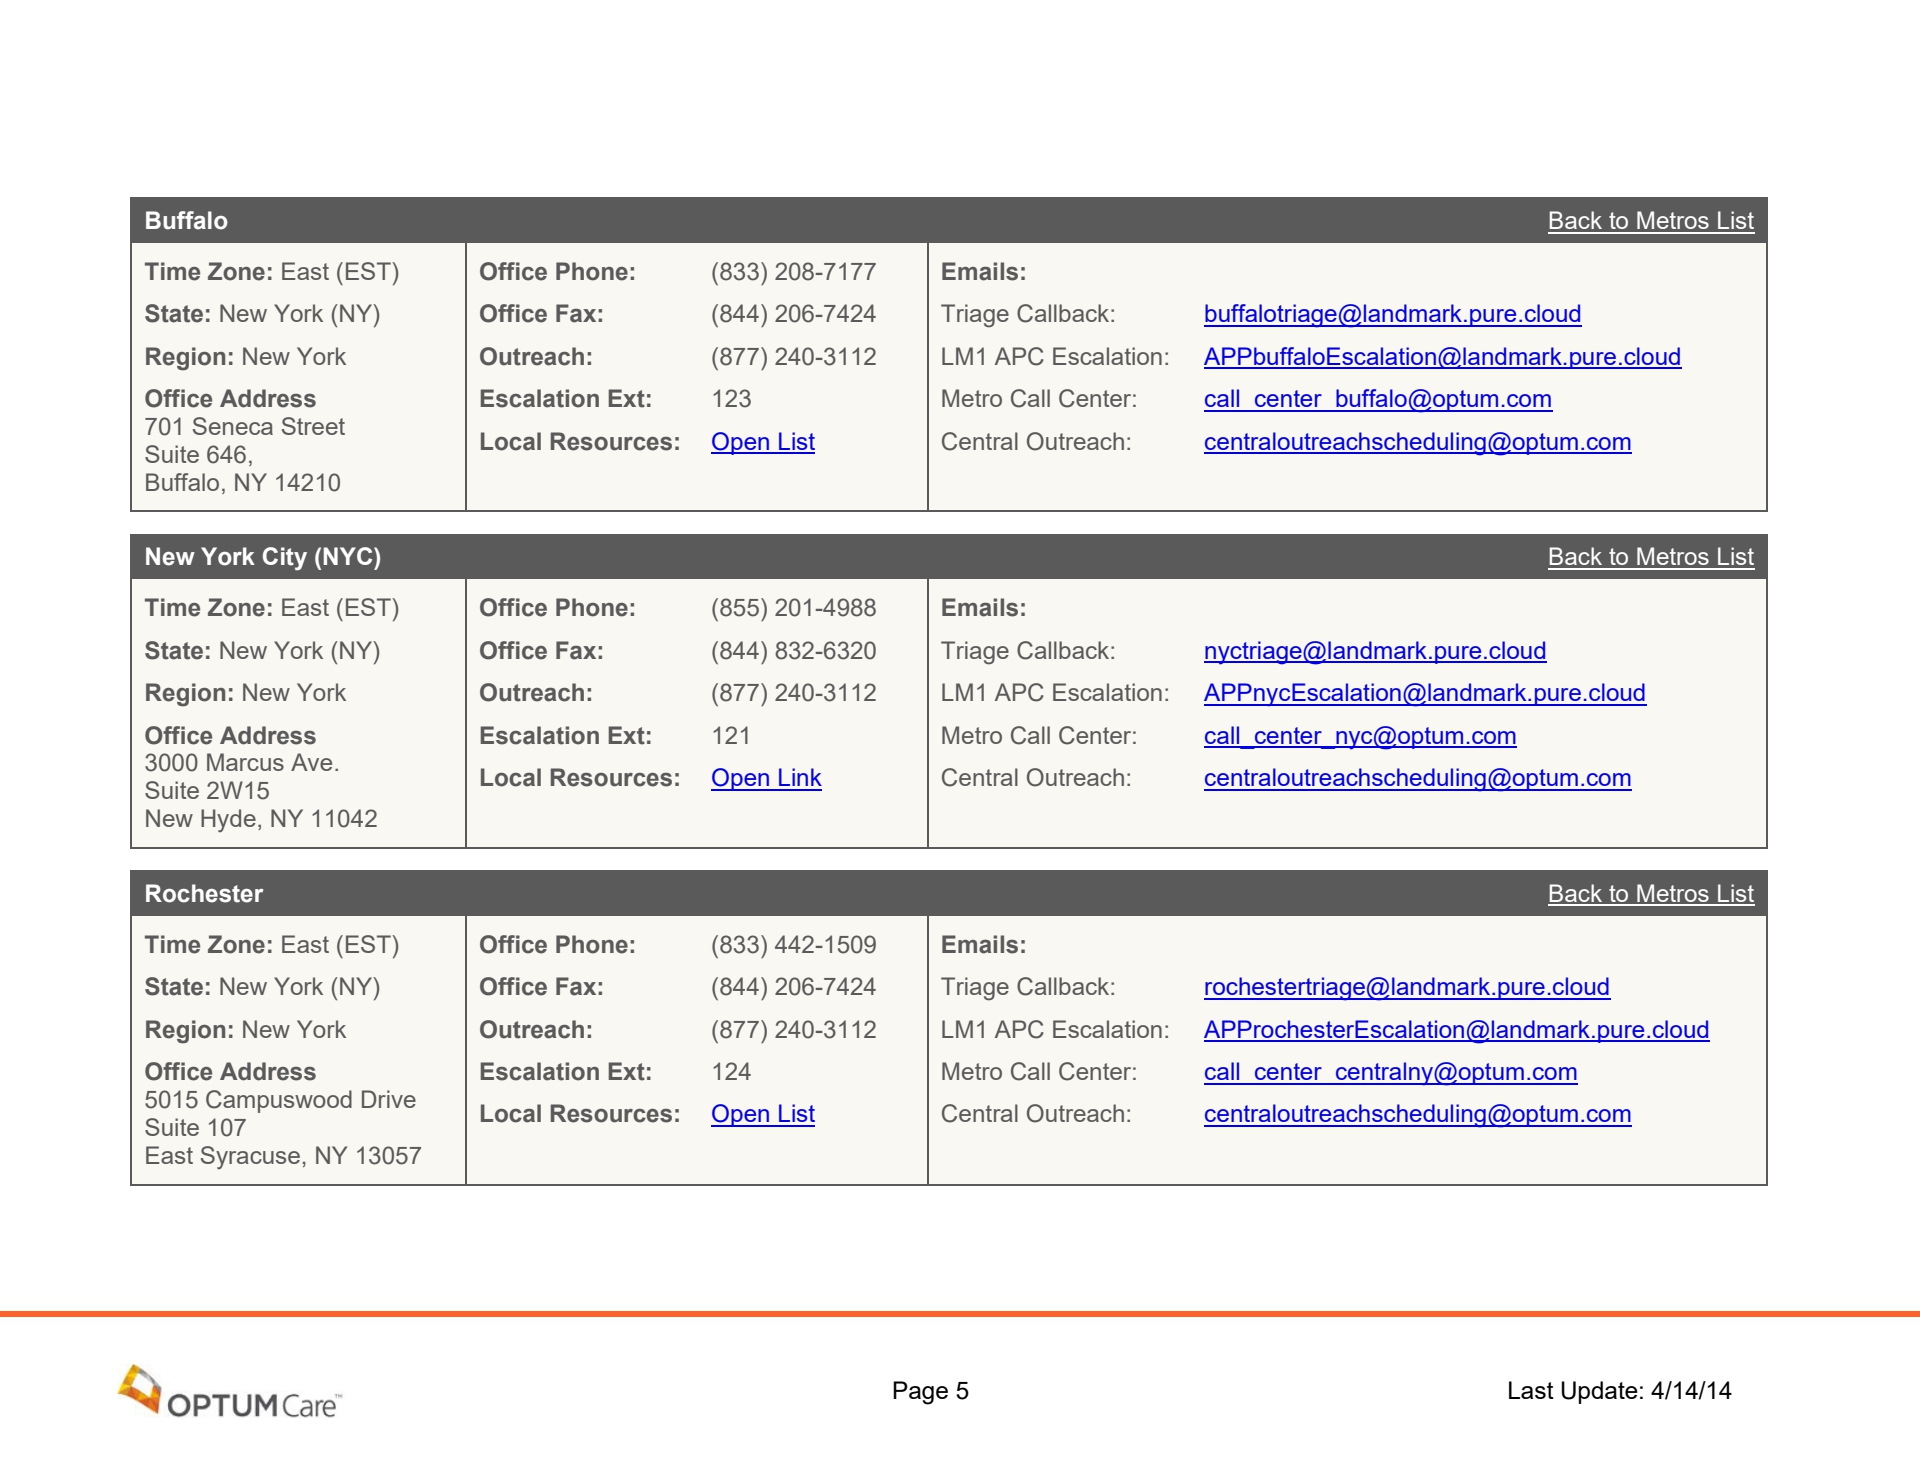 Buffalo Back to Metros List
Time Zone: East (EST) Office Phone: (833) 208-7177 Emails:
State: New York (NY) Office Fax: (844) 206-7424 Triage Callback: buffalotriage@landmark.pure.cloud
Region: New York Outreach: (877) 240-3112 LM1 APC Escalation: APPbuffaloEscalation@landmark.pure.cloud
Office Address Escalation Ext: 123 Metro Call Center: call_center_buffalo@optum.com
701 Seneca Street
Suite 646, Local Resources: Open List Central Outreach: centraloutreachscheduling@optum.com
Buffalo, NY 14210
New York City (NYC) Back to Metros List
Time Zone: East (EST) Office Phone: (855) 201-4988 Emails:
State: New York (NY) Office Fax: (844) 832-6320 Triage Callback: nyctriage@landmark.pure.cloud
Region: New York Outreach: (877) 240-3112 LM1 APC Escalation: APPnycEscalation@landmark.pure.cloud
Office Address Escalation Ext: 121 Metro Call Center: call_center_nyc@optum.com
3000 Marcus Ave.
Suite 2W15 Local Resources: Open Link Central Outreach: centraloutreachscheduling@optum.com
New Hyde, NY 11042
Rochester Back to Metros List
Time Zone: East (EST) Office Phone: (833) 442-1509 Emails:
State: New York (NY) Office Fax: (844) 206-7424 Triage Callback: rochestertriage@landmark.pure.cloud
Region: New York Outreach: (877) 240-3112 LM1 APC Escalation: APProchesterEscalation@landmark.pure.cloud
Office Address Escalation Ext: 124 Metro Call Center: call_center_centralny@optum.com
5015 Campuswood Drive
Suite 107 Local Resources: Open List Central Outreach: centraloutreachscheduling@optum.com
East Syracuse, NY 13057
OPTUM Care™ Page 5 Last Update: 4/14/14